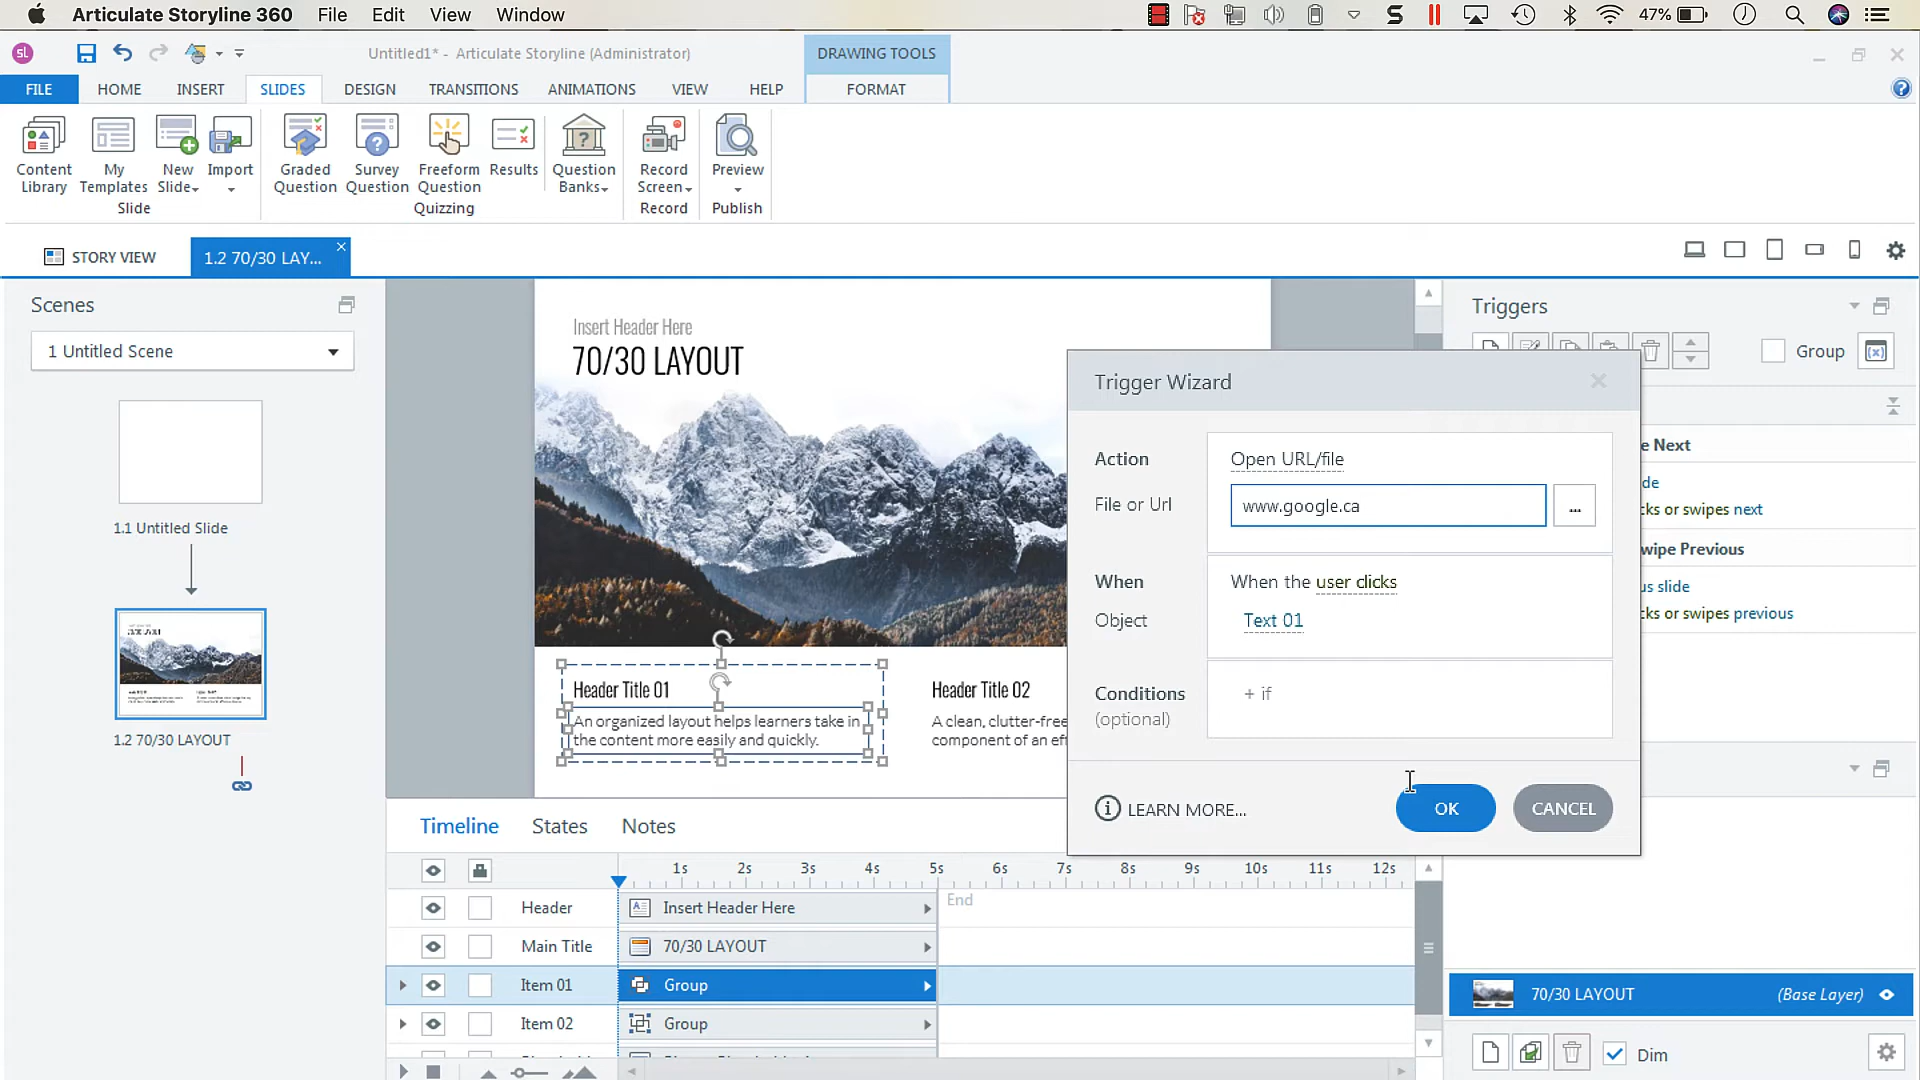 Articulate Storyline 360 File Edit View Window 47%
sl Untitled1* - Articulate Storyline (Administrator) DRAWING TOOLS
FILE HOME INSERT SLIDES DESIGN TRANSITIONS ANIMATIONS VIEW HELP FORMAT
Content Library
My Templates
New Slide
Import
Slide
Graded Question
Survey Question
Freeform Question
Results
Quizzing
Question Banks
Record Screen
Record
Preview
Publish
STORY VIEW 1.2 70/30 LAY...
Scenes
1 Untitled Scene
1.1 Untitled Slide
1.2 70/30 LAYOUT
Insert Header Here
70/30 LAYOUT
Header Title 01
An organized layout helps learners take in
the content more easily and quickly.
Header Title 02
A clean, clutter-free
component of an ef
Triggers
Group
e Next
de
cks or swipes next
wipe Previous
us slide
cks or swipes previous
Trigger Wizard
Action Open URL/file
File or Url www.google.ca ...
When When the user clicks
Object Text 01
Conditions + if
(optional)
LEARN MORE... OK CANCEL
Timeline States Notes
1s 2s 3s 4s 5s 6s 7s 8s 9s 10s 11s 12s
Header Insert Header Here End
Main Title 70/30 LAYOUT
Item 01 Group
Item 02 Group
70/30 LAYOUT (Base Layer)
Dim